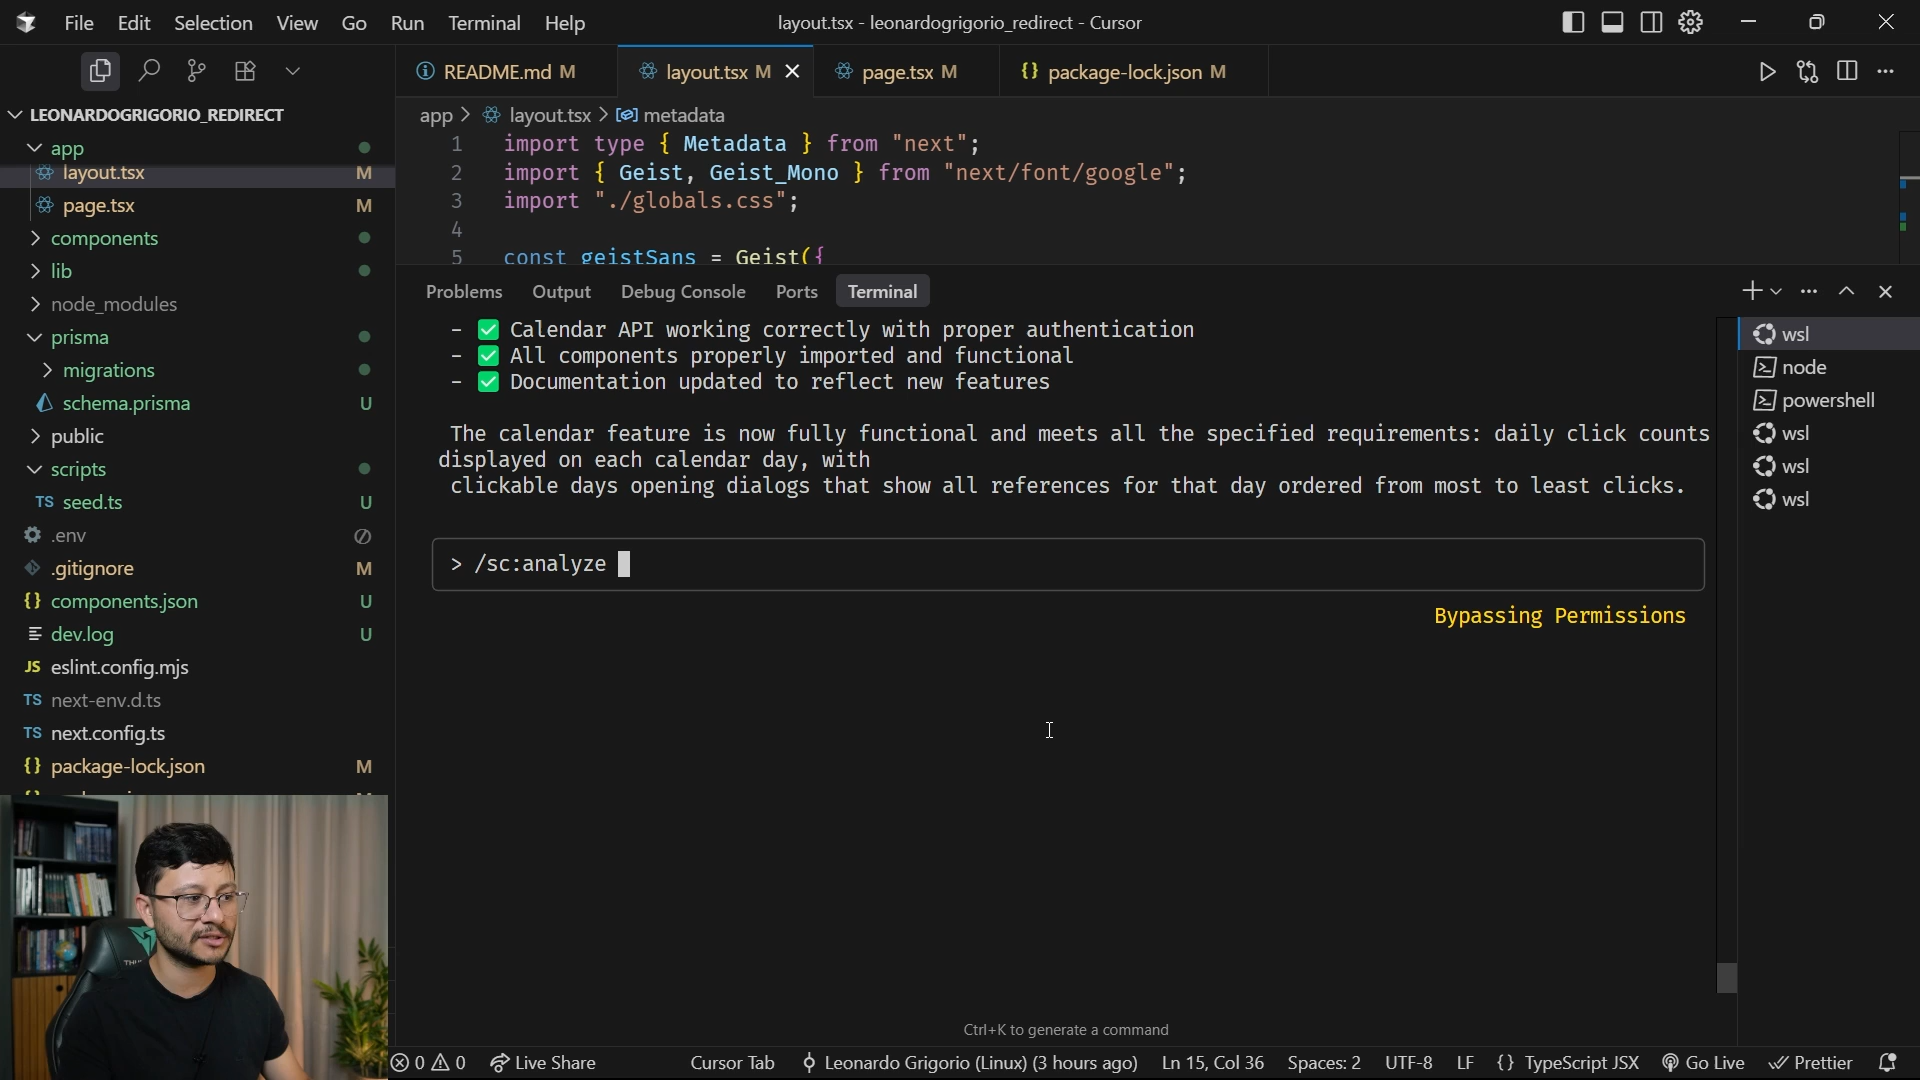 File Edit Selection View Go Run Terminal Help
layout.tsx - leonardogrigorio_redirect - Cursor
README.md M
layout.tsx M
page.tsx M
package-lock.json M
LEONARDOGRIGORIO_REDIRECT
app
layout.tsx M
page.tsx M
components
lib
node_modules
prisma
migrations
schema.prisma U
public
scripts
TS seed.ts U
.env
.gitignore M
{} components.json U
dev.log U
JS eslint.config.mjs
TS next-env.d.ts
TS next.config.ts
{} package-lock.json M
app > layout.tsx > metadata
1 import type { Metadata } from "next";
2 import { Geist, Geist_Mono } from "next/font/google";
3 import "./globals.css";
4
5 const geistSans = Geist({
Problems Output Debug Console Ports Terminal
- ✅ Calendar API working correctly with proper authentication
- ✅ All components properly imported and functional
- ✅ Documentation updated to reflect new features
The calendar feature is now fully functional and meets all the specified requirements: daily click counts
displayed on each calendar day, with
clickable days opening dialogs that show all references for that day ordered from most to least clicks.
> /sc:analyze
Bypassing Permissions
wsl
node
powershell
wsl
wsl
wsl
Ctrl+K to generate a command
0 0 Live Share Cursor Tab Leonardo Grigorio (Linux) (3 hours ago) Ln 15, Col 36 Spaces: 2 UTF-8 LF {} TypeScript JSX Go Live Prettier